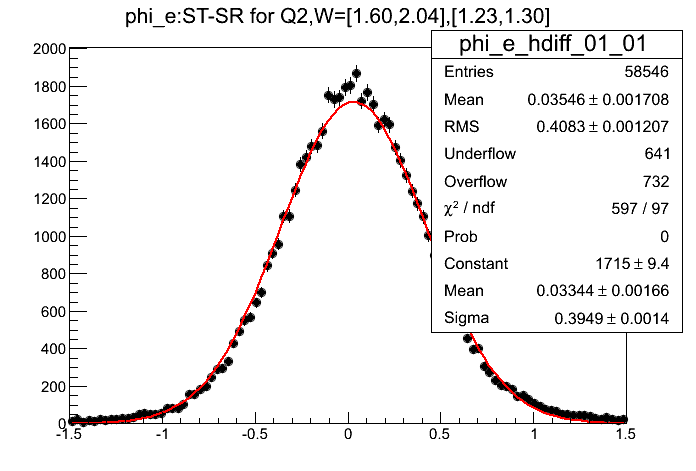 phi_e:ST-SR for Q2,W=[1.60,2.04],[1.23,1.30]
phi_e_hdiff_01_01
Entries 58546
Mean 0.03546 ± 0.001708
RMS 0.4083 ± 0.001207
Underflow 641
Overflow 732
χ² / ndf 597 / 97
Prob 0
Constant 1715 ± 9.4
Mean 0.03344 ± 0.00166
Sigma 0.3949 ± 0.0014
2000
1800
1600
1400
1200
1000
800
600
400
200
0
-1.5 -1 -0.5 0 0.5 1 1.5